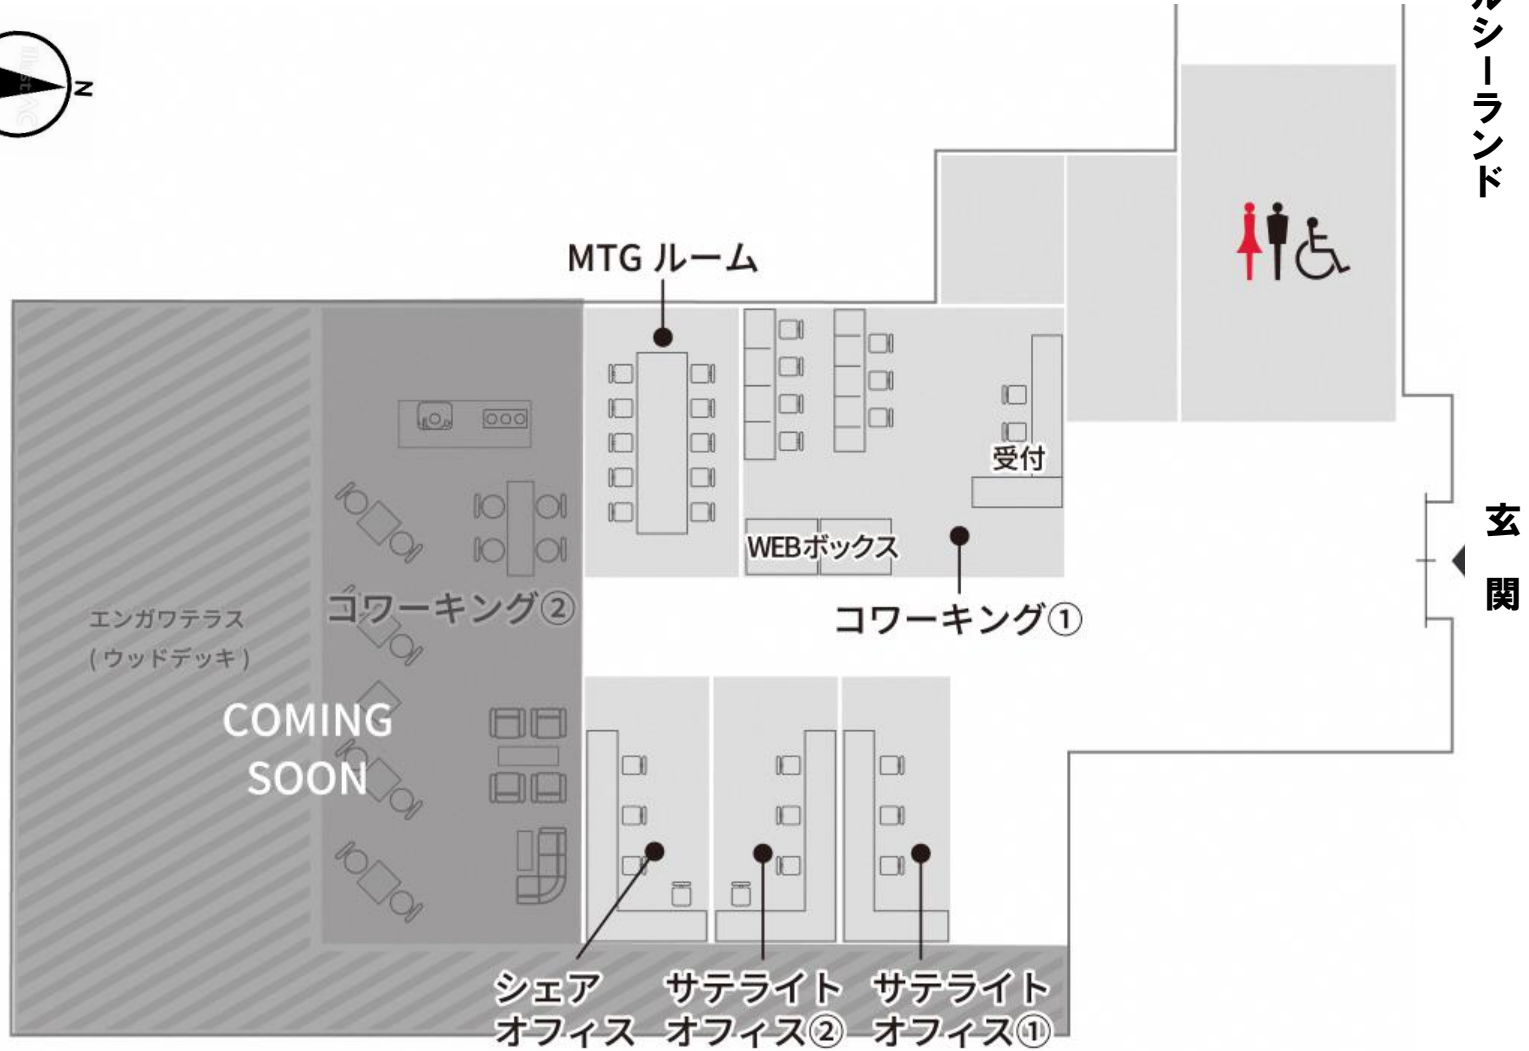 ルシーランド
N
MTG ルーム
受付
WEBボックス
コワーキング①
コワーキング②
エンガワテラス
(ウッドデッキ)
COMING
SOON
玄関
シェア
オフィス
サテライト
オフィス②
サテライト
オフィス①